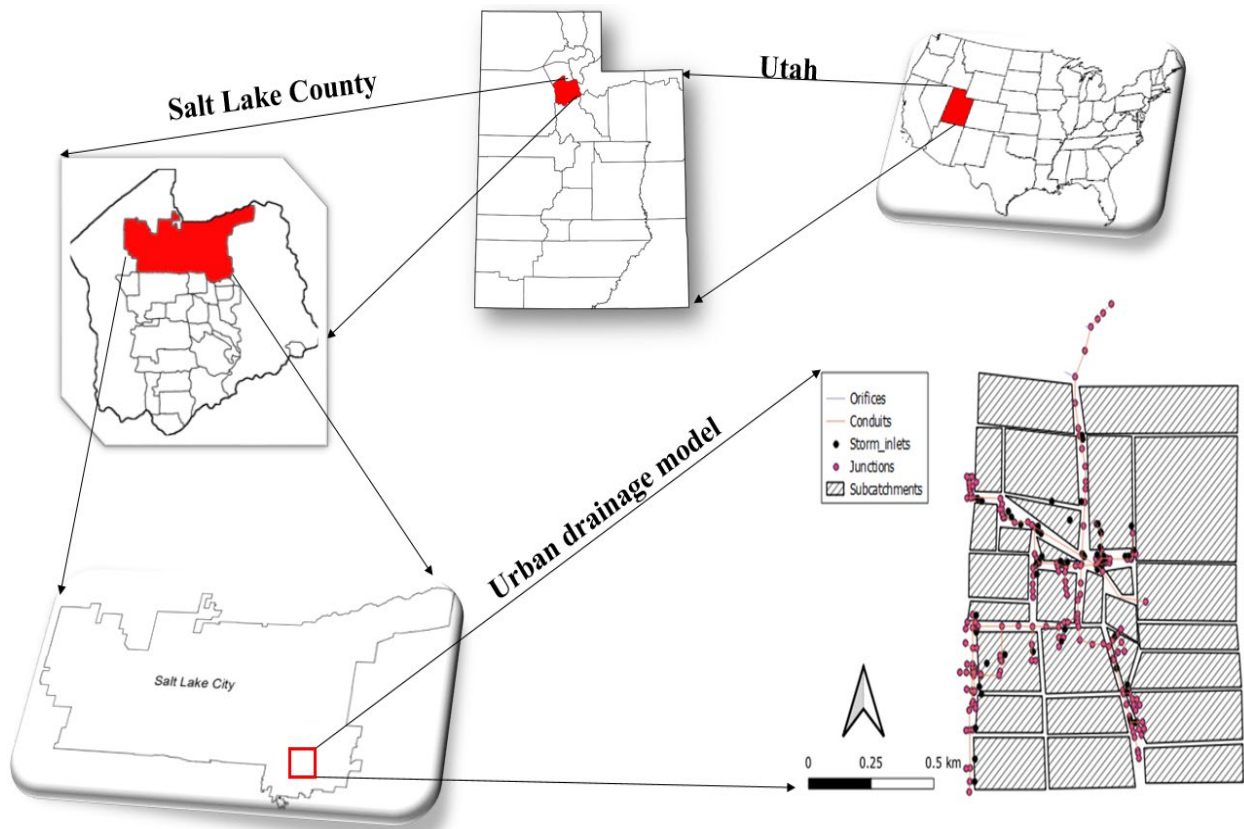 Salt Lake County
Utah
Urban drainage model
Orifices
Conduits
Storm_inlets
Junctions
Subcatchments
Salt Lake City
0 0.25 0.5 km